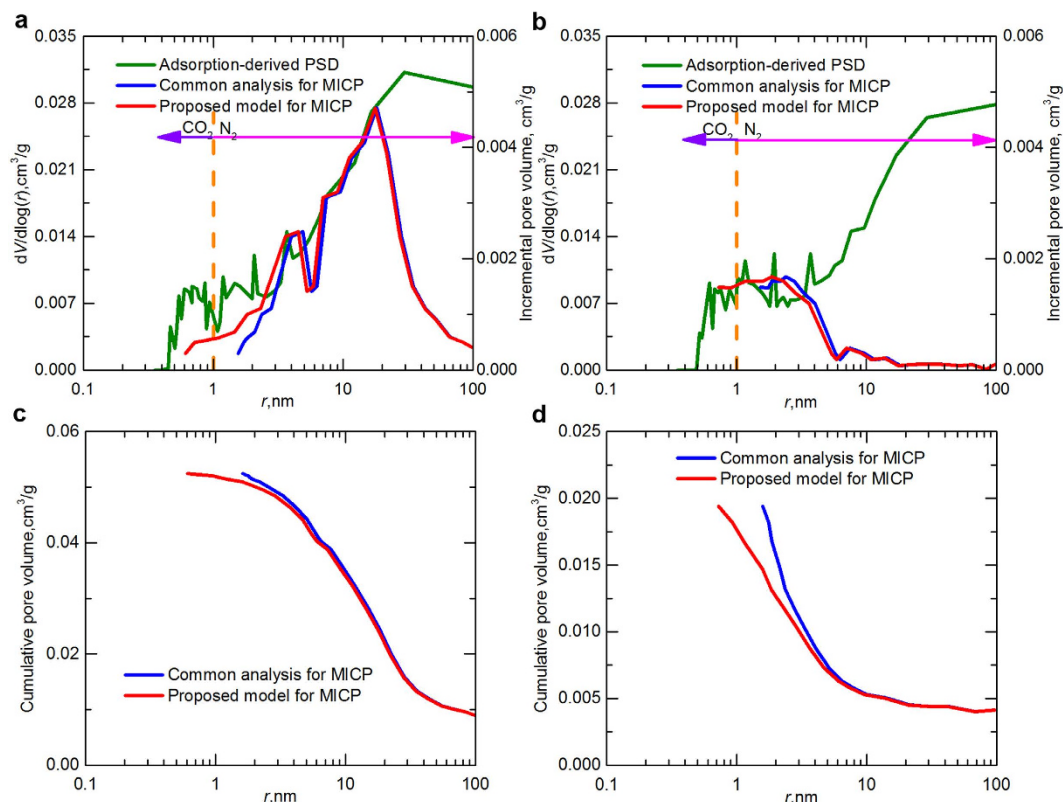 a
0.035
0.028
0.021
0.014
0.007
0.000
dV/dlog(r),cm³/g
Adsorption-derived PSD
Common analysis for MICP
Proposed model for MICP
CO₂ N₂
0.006
0.004
0.002
0.000
Incremental pore volume, cm³/g
0.1 1 10 100
r,nm
b
0.035
0.028
0.021
0.014
0.007
0.000
dV/dlog(r),cm³/g
Adsorption-derived PSD
Common analysis for MICP
Proposed model for MICP
CO₂ N₂
0.006
0.004
0.002
0.000
Incremental pore volume, cm³/g
0.1 1 10 100
r,nm
c
0.06
0.04
0.02
0.00
Cumulative pore volume,cm³/g
Common analysis for MICP
Proposed model for MICP
0.1 1 10 100
r,nm
d
0.025
0.020
0.015
0.010
0.005
0.000
Cumulative pore volume,cm³/g
Common analysis for MICP
Proposed model for MICP
0.1 1 10 100
r,nm